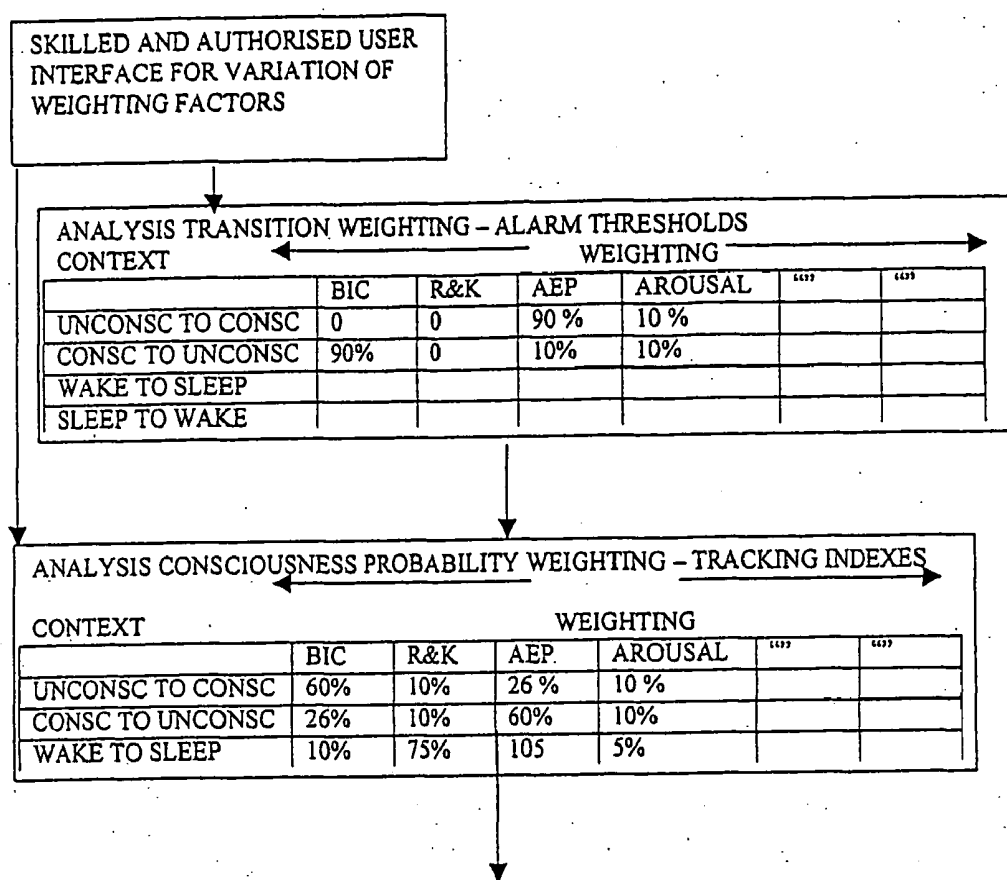 SKILLED AND AUTHORISED USER
INTERFACE FOR VARIATION OF
WEIGHTING FACTORS
ANALYSIS TRANSITION WEIGHTING – ALARM THRESHOLDS
CONTEXT WEIGHTING
BIC R&K AEP AROUSAL “” “”
UNCONSC TO CONSC 0 0 90 % 10 %
CONSC TO UNCONSC 90% 0 10% 10%
WAKE TO SLEEP
SLEEP TO WAKE
ANALYSIS CONSCIOUSNESS PROBABILITY WEIGHTING – TRACKING INDEXES
CONTEXT WEIGHTING
BIC R&K AEP. AROUSAL “” “”
UNCONSC TO CONSC 60% 10% 26 % 10 %
CONSC TO UNCONSC 26% 10% 60% 10%
WAKE TO SLEEP 10% 75% 105 5%